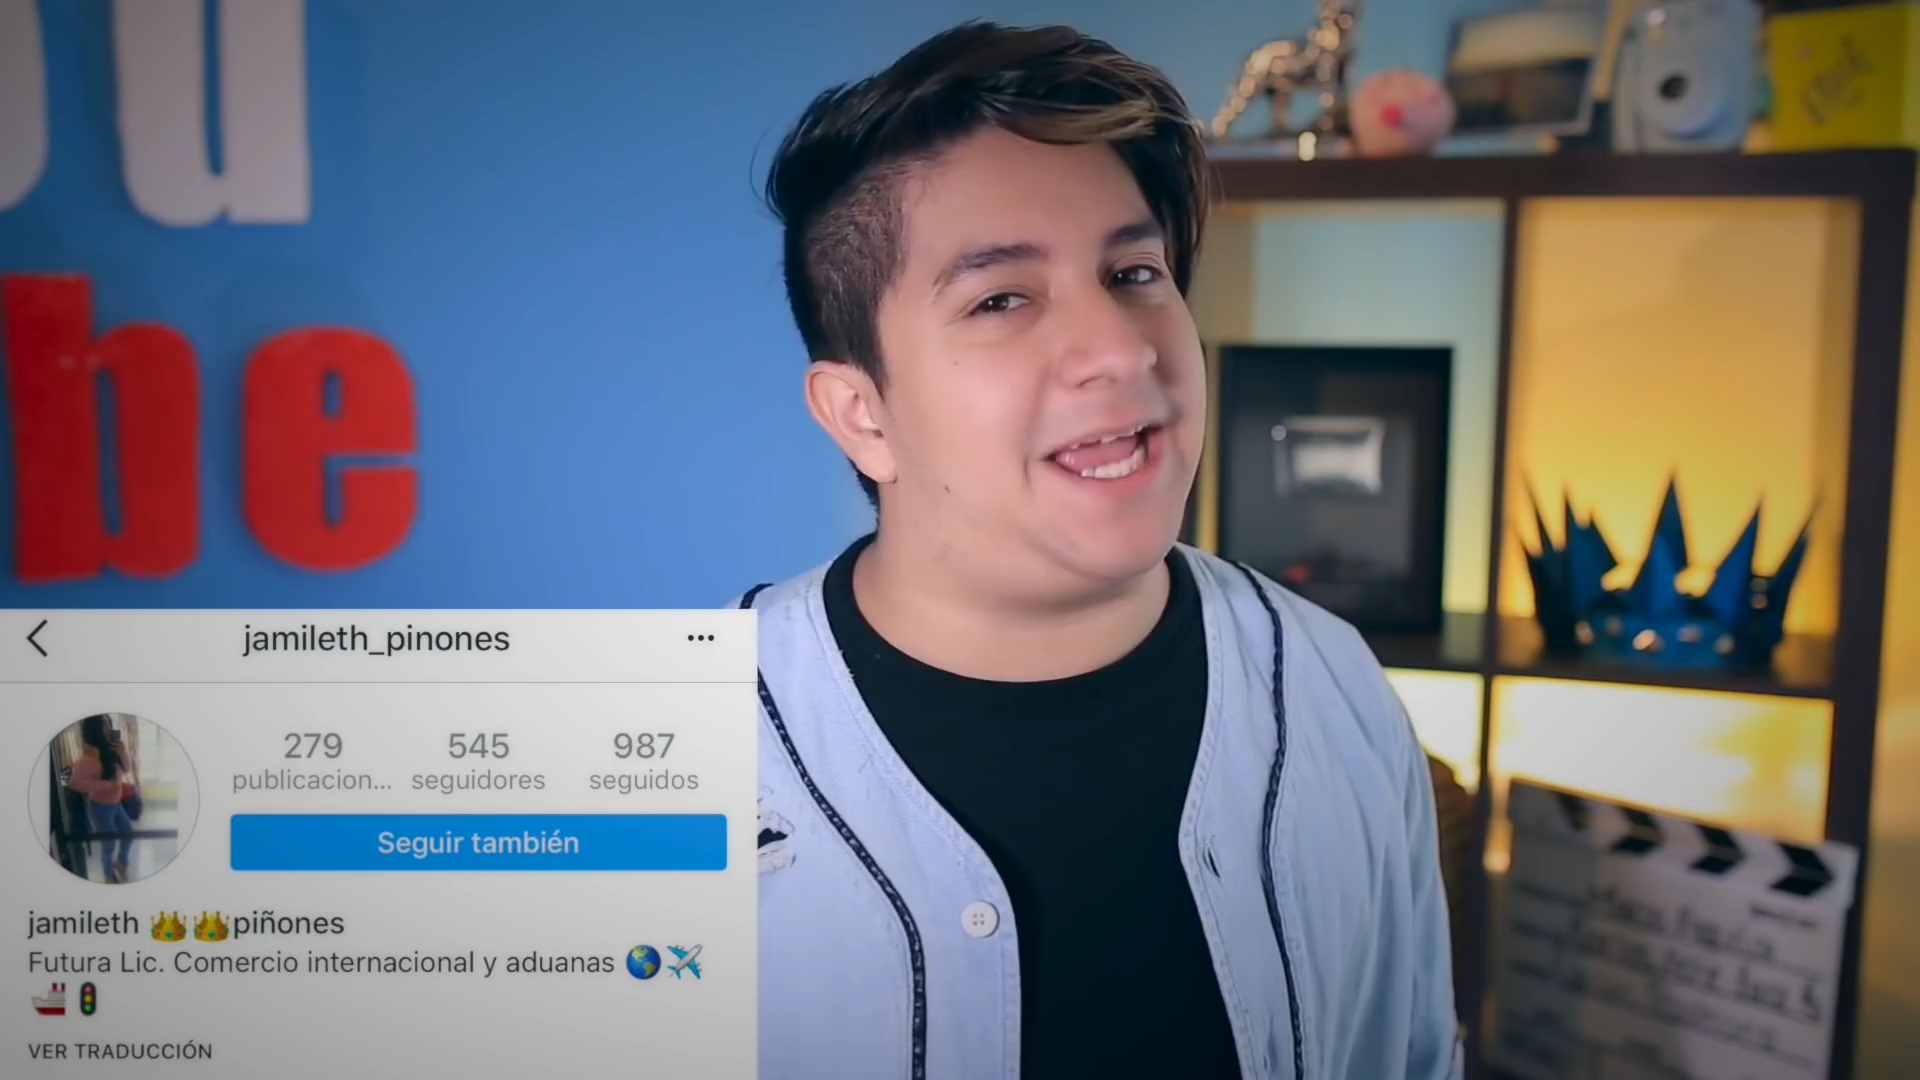 ou
be
jamileth_pinones
279
545
987
publicacion...
seguidores
seguidos
Seguir también
jamileth 👑👑piñones
Futura Lic. Comercio internacional y aduanas 🌎✈️
🚢🚦
VER TRADUCCIÓN